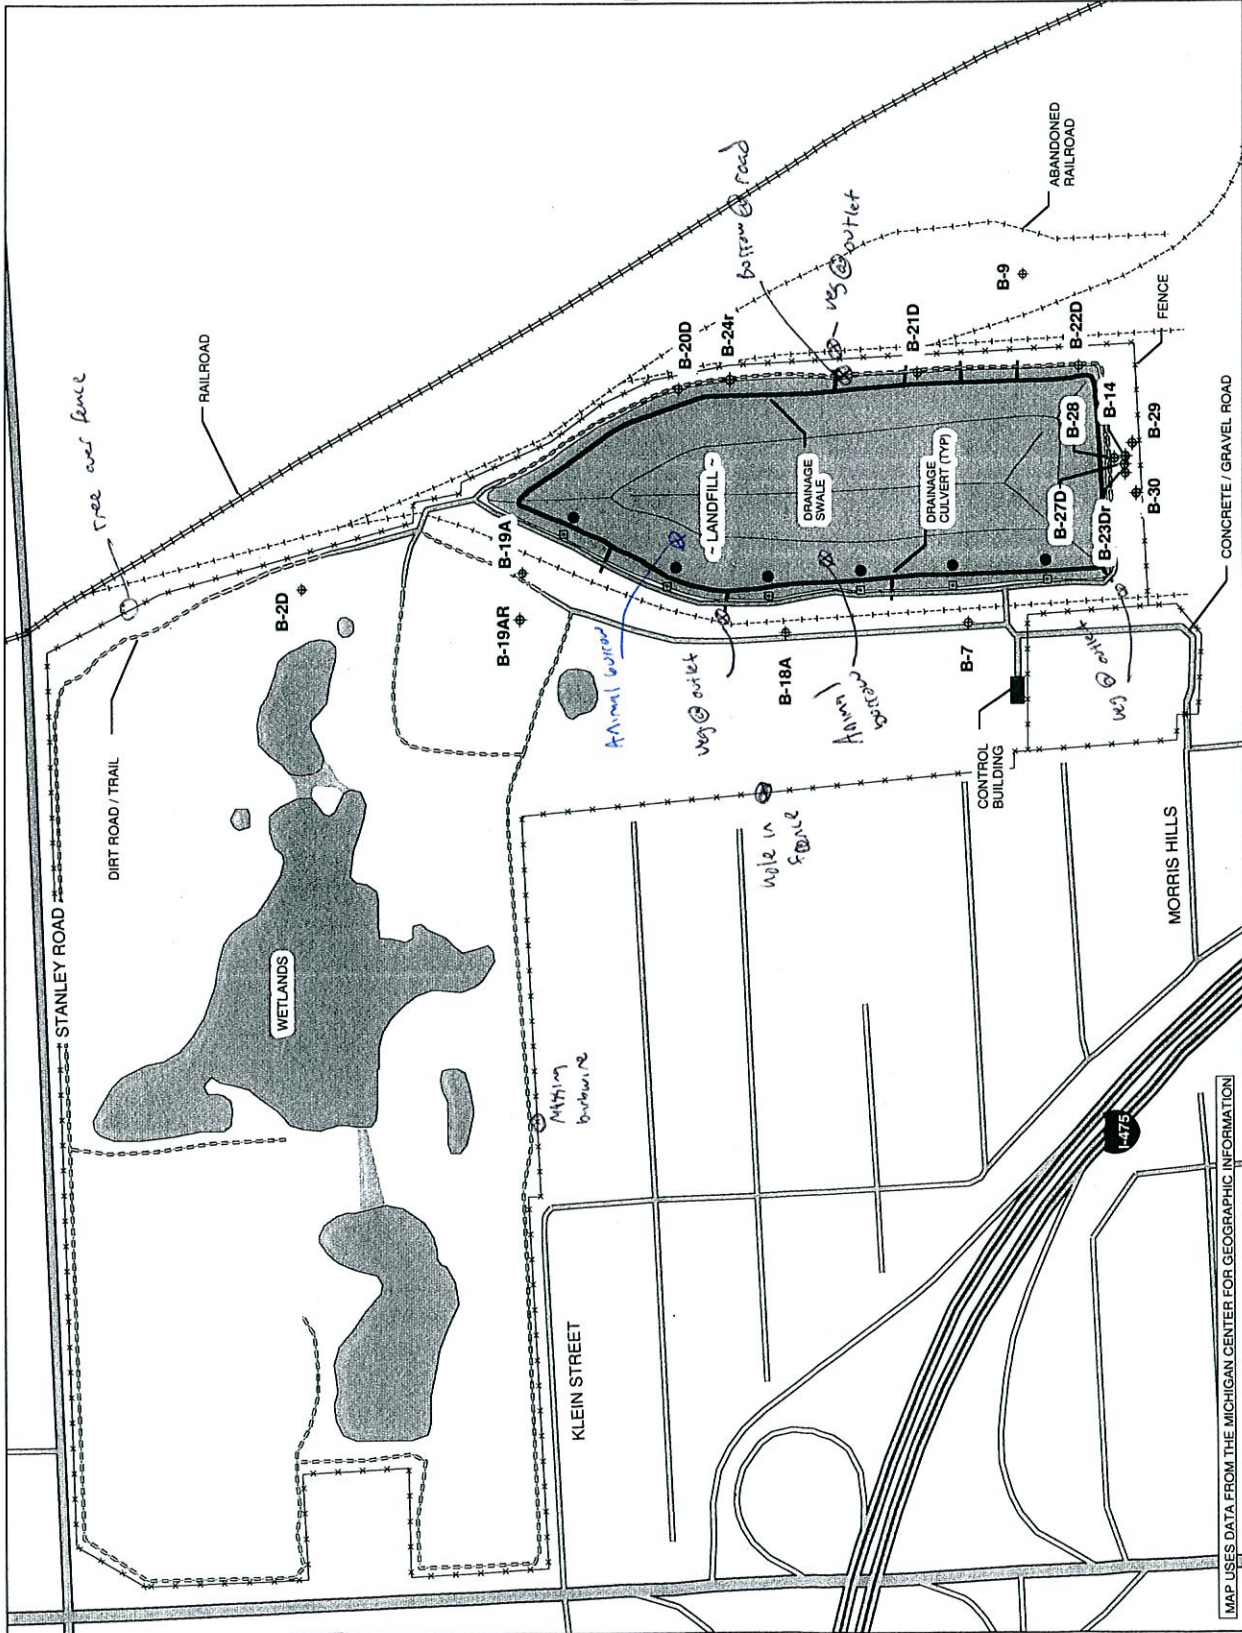 STANLEY ROAD
DIRT ROAD / TRAIL
Tree over fence
RAILROAD
WETLANDS
B-2D
B-19A
B-19AR
B-20D
B-24r
bottom @ road
veg @ outlet
ABANDONED
RAILROAD
B-9
B-21D
B-22D
FENCE
~ LANDFILL ~
DRAINAGE
SWALE
DRAINAGE
CULVERT (TYP)
B-28
B-14
B-29
B-27D
B-30
B-23Dr
CONCRETE / GRAVEL ROAD
Animal burrow
veg @ outlet
B-18A
Animal
burrow
B-7
veg @ outlet
CONTROL
BUILDING
hole in
fence
Missing
barbwire
MORRIS HILLS
KLEIN STREET
I-475
MAP USES DATA FROM THE MICHIGAN CENTER FOR GEOGRAPHIC INFORMATION